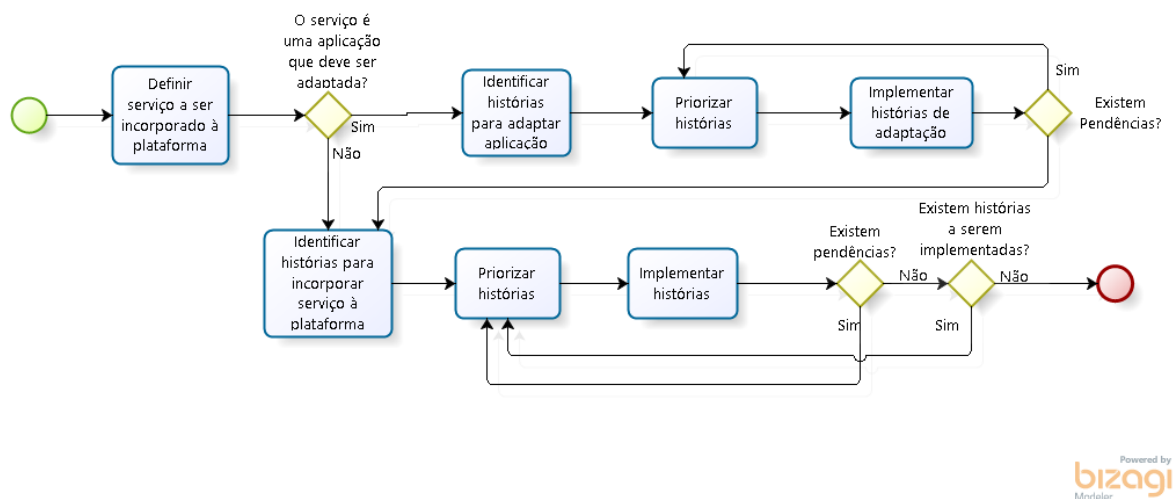 O serviço é
uma aplicação
que deve ser
adaptada?
Definir
serviço a ser
incorporado à
plataforma
Sim
Não
Identificar
histórias
para adaptar
aplicação
Priorizar
histórias
Implementar
histórias de
adaptação
Sim
Existem
Pendências?
Identificar
histórias para
incorporar
serviço à
plataforma
Priorizar
histórias
Implementar
histórias
Existem
pendências?
Não
Sim
Existem histórias
a serem
implementadas?
Não
Sim
Powered by
bizagi
Modeler